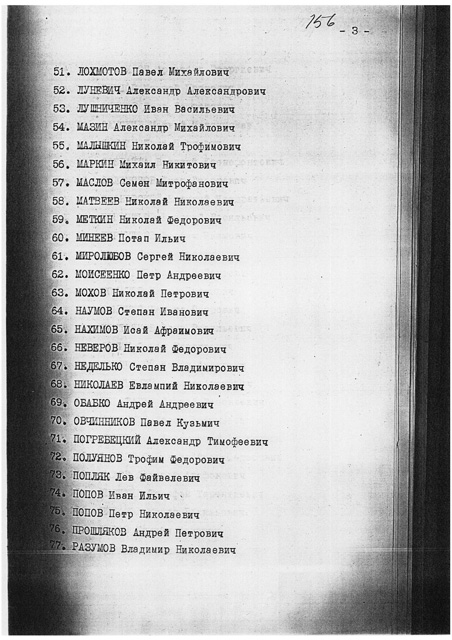 156
- 3 -
51. ЛОХМОТОВ Павел Михайлович
52. ЛУНЕВИЧ Александр Александрович
53. ЛУШНИЧЕНКО Иван Васильевич
54. МАЗИН Александр Михайлович
55. МАЛЫШКИН Николай Трофимович
56. МАРКИН Михаил Никитович
57. МАСЛОВ Семен Митрофанович
58. МАТВЕЕВ Николай Николаевич
59. МЕТКИН Николай Федорович
60. МИНЕЕВ Потап Ильич
61. МИРОЛЮБОВ Сергей Николаевич
62. МОИСЕЕНКО Петр Андреевич
63. МОХОВ Николай Петрович
64. НАУМОВ Степан Иванович
65. НАХИМОВ Исай Афраимович
66. НЕВЕРОВ Николай Федорович
67. НЕДЕЛЬКО Степан Владимирович
68. НИКОЛАЕВ Евлампий Николаевич
69. ОБАБКО Андрей Андреевич
70. ОВЧИННИКОВ Павел Кузьмич
71. ПОГРЕБЕЦКИЙ Александр Тимофеевич
72. ПОЛУЯНОВ Трофим Федорович
73. ПОПЛЯК Лев Файвелевич
74. ПОПОВ Иван Ильич
75. ПОПОВ Петр Николаевич
76. ПРОШЛЯКОВ Андрей Петрович
77. РАЗУМОВ Владимир Николаевич